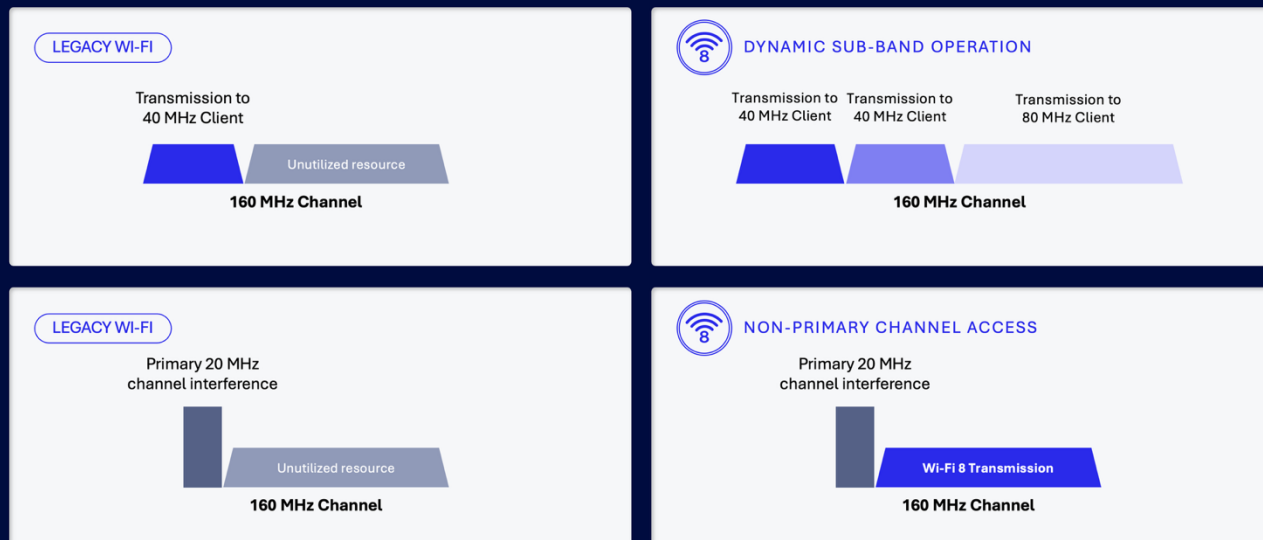 LEGACY WI-FI
Transmission to
40 MHz Client
Unutilized resource
160 MHz Channel
8
DYNAMIC SUB-BAND OPERATION
Transmission to
40 MHz Client
Transmission to
40 MHz Client
Transmission to
80 MHz Client
160 MHz Channel
LEGACY WI-FI
Primary 20 MHz
channel interference
Unutilized resource
160 MHz Channel
8
NON-PRIMARY CHANNEL ACCESS
Primary 20 MHz
channel interference
Wi-Fi 8 Transmission
160 MHz Channel